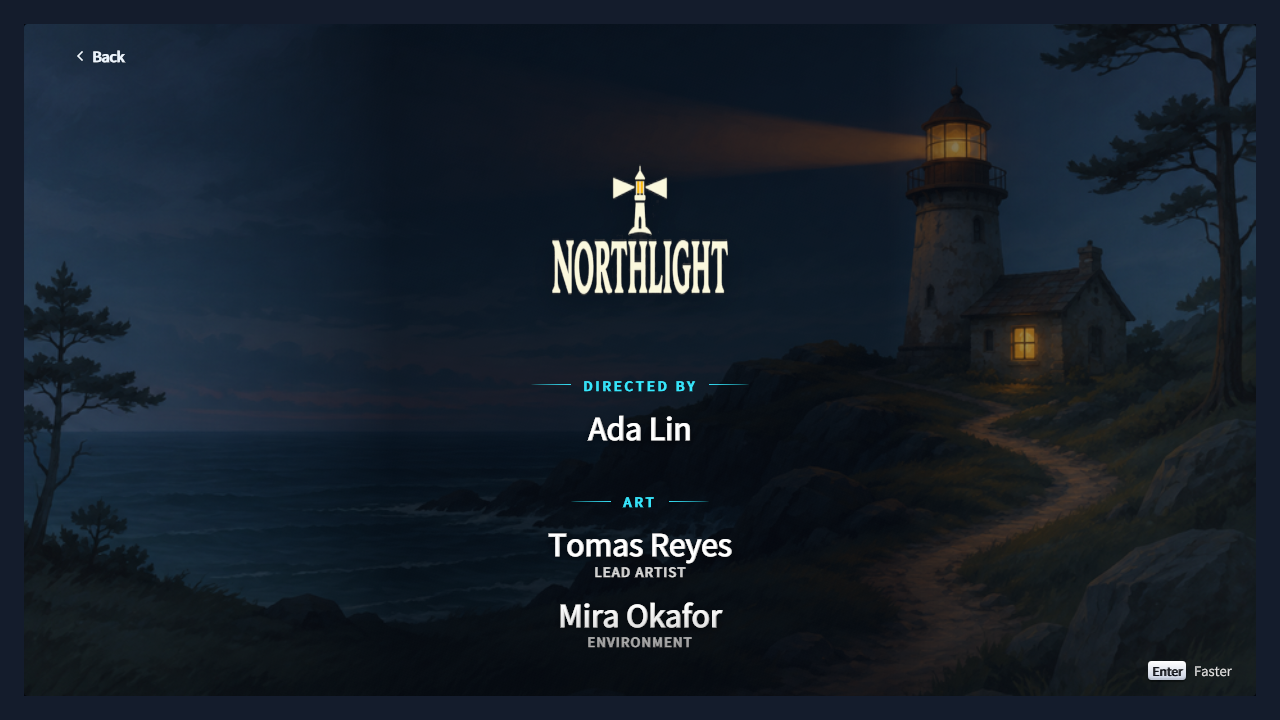 Back
NORTHLIGHT
DIRECTED BY
Ada Lin
ART
Tomas Reyes
LEAD ARTIST
Mira Okafor
ENVIRONMENT
Enter Faster